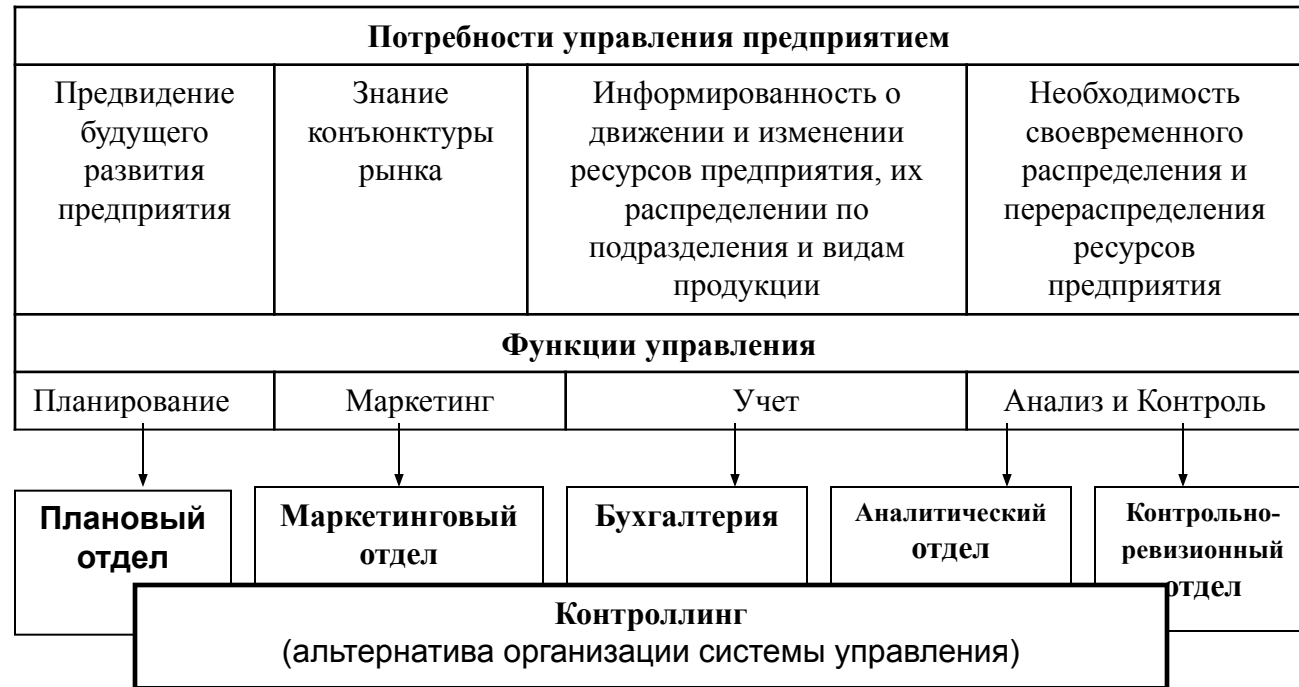 Потребности управления предприятием
Предвидение
будущего
развития
предприятия
Знание
конъюнктуры
рынка
Информированность о
движении и изменении
ресурсов предприятия, их
распределении по
подразделения и видам
продукции
Необходимость
своевременного
распределения и
перераспределения
ресурсов
предприятия
Функции управления
Планирование
Маркетинг
Учет
Анализ и Контроль
Плановый
отдел
Маркетинговый
отдел
Бухгалтерия
Аналитический
отдел
Контрольно-
ревизионный
отдел
Контроллинг
(альтернатива организации системы управления)